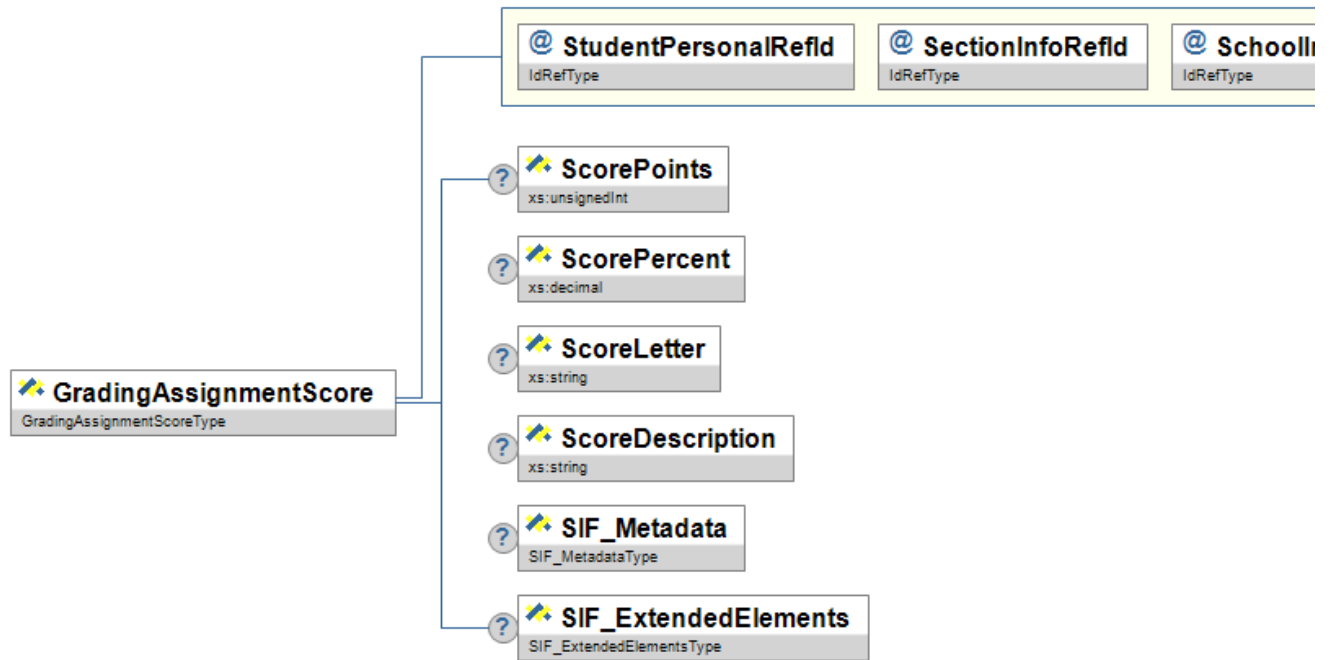 @ StudentPersonalRefId @ SectionInfoRefId @
IdRefType IdRefType IdRefType
? ScorePoints
xs:unsignedInt
? ScorePercent
xs:decimal
? ScoreLetter
xs:string
GradingAssignmentScore
GradingAssignmentScoreType
? ScoreDescription
xs:string
? SIF_Metadata
SIF_MetadataType
? SIF_ExtendedElements
SIF_ExtendedElementsType